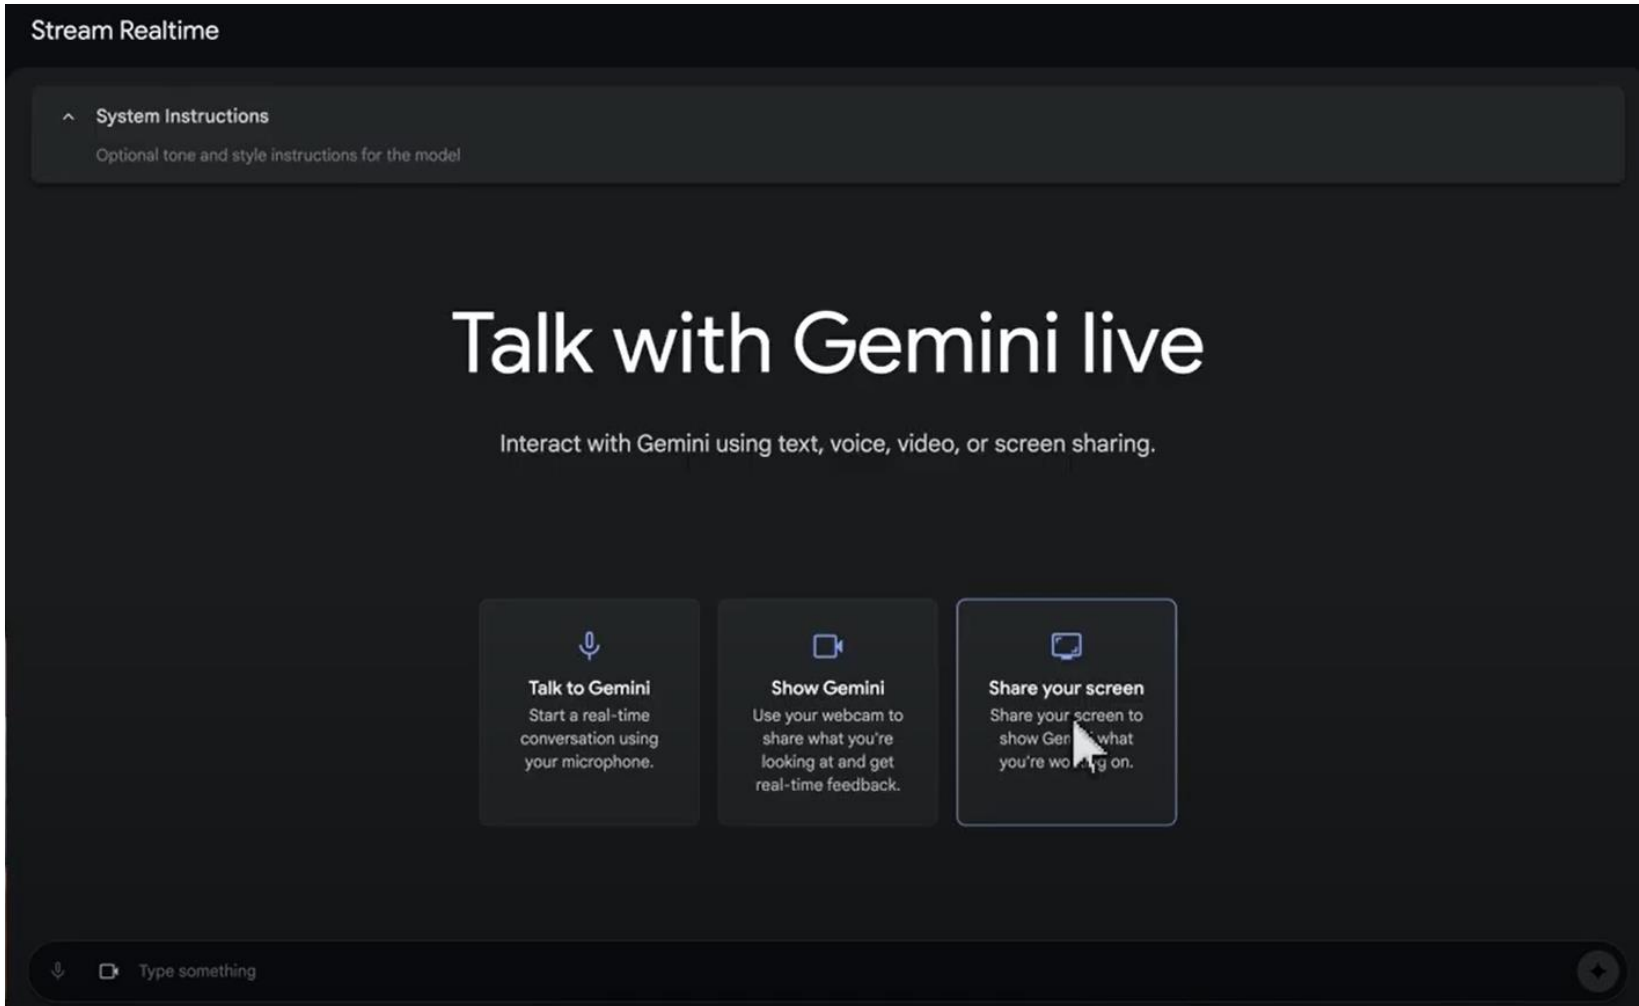 Stream Realtime
System Instructions
Optional tone and style instructions for the model
Talk with Gemini live
Interact with Gemini using text, voice, video, or screen sharing.
Talk to Gemini
Start a real-time
conversation using
your microphone.
Show Gemini
Use your webcam to
share what you're
looking at and get
real-time feedback.
Share your screen
Share your screen to
show Gemini what
you're working on.
Type something